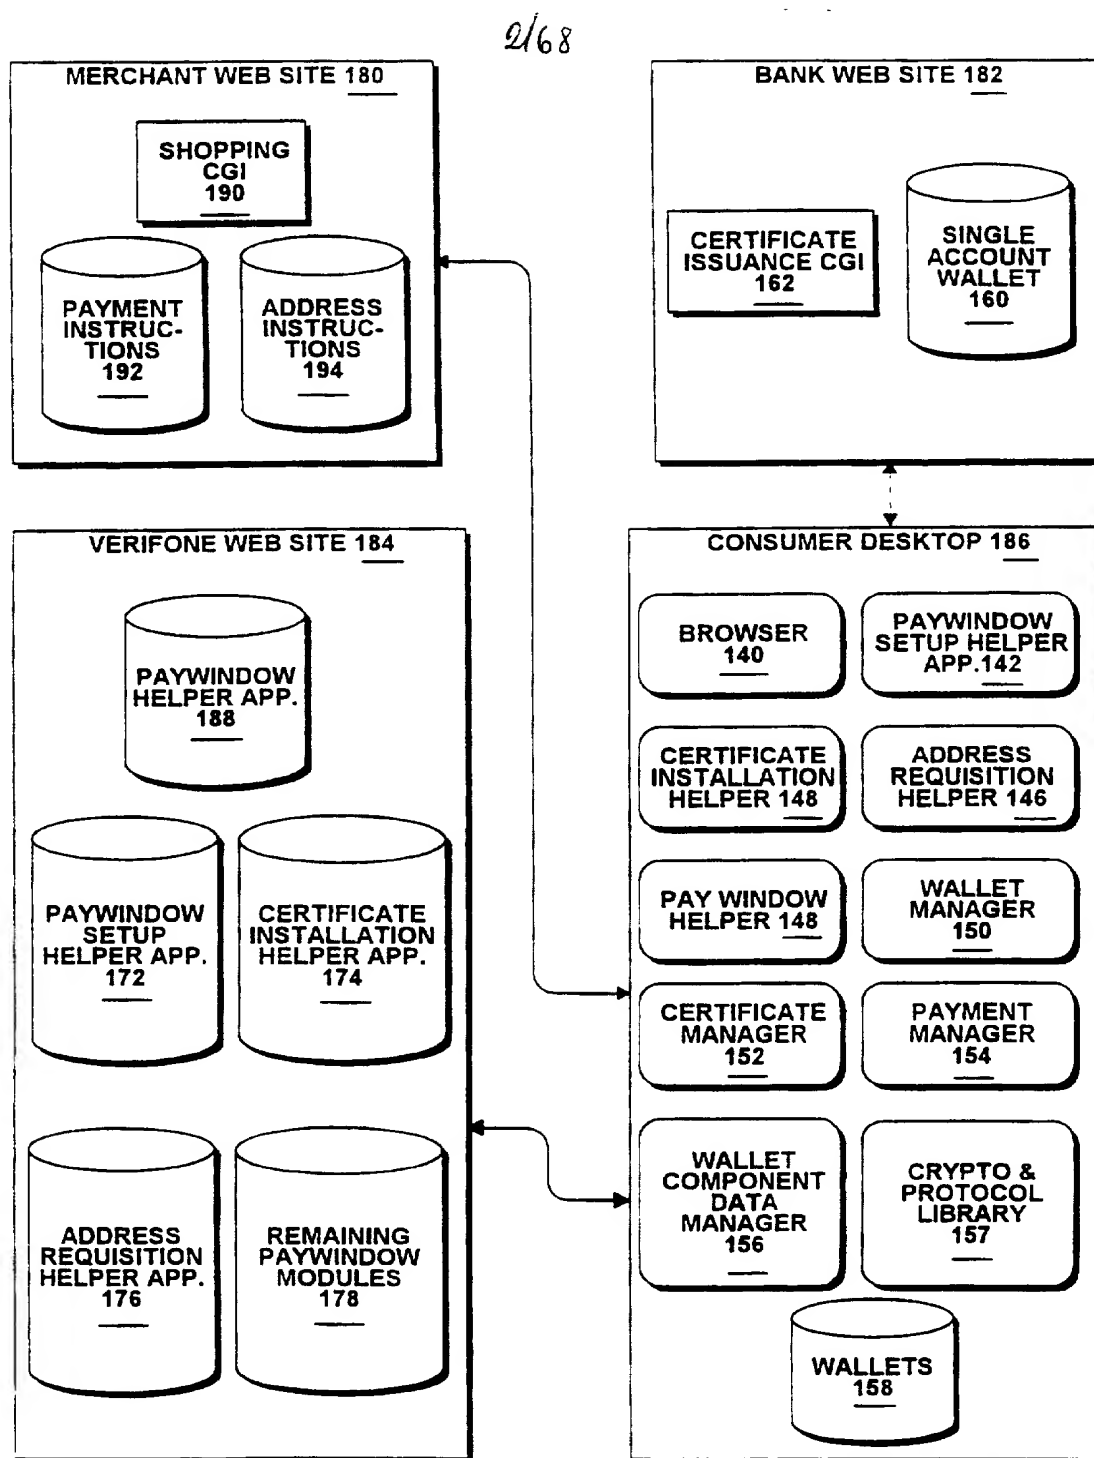 2/68
MERCHANT WEB SITE 180
SHOPPING
CGI
190
PAYMENT
INSTRUC-
TIONS
192
ADDRESS
INSTRUC-
TIONS
194
BANK WEB SITE 182
CERTIFICATE
ISSUANCE CGI
162
SINGLE
ACCOUNT
WALLET
160
VERIFONE WEB SITE 184
PAYWINDOW
HELPER APP.
188
PAYWINDOW
SETUP
HELPER APP.
172
CERTIFICATE
INSTALLATION
HELPER APP.
174
ADDRESS
REQUISITION
HELPER APP.
176
REMAINING
PAYWINDOW
MODULES
178
CONSUMER DESKTOP 186
BROWSER
140
PAYWINDOW
SETUP HELPER
APP.142
CERTIFICATE
INSTALLATION
HELPER 148
ADDRESS
REQUISITION
HELPER 146
PAY WINDOW
HELPER 148
WALLET
MANAGER
150
CERTIFICATE
MANAGER
152
PAYMENT
MANAGER
154
WALLET
COMPONENT
DATA
MANAGER
156
CRYPTO &
PROTOCOL
LIBRARY
157
WALLETS
158